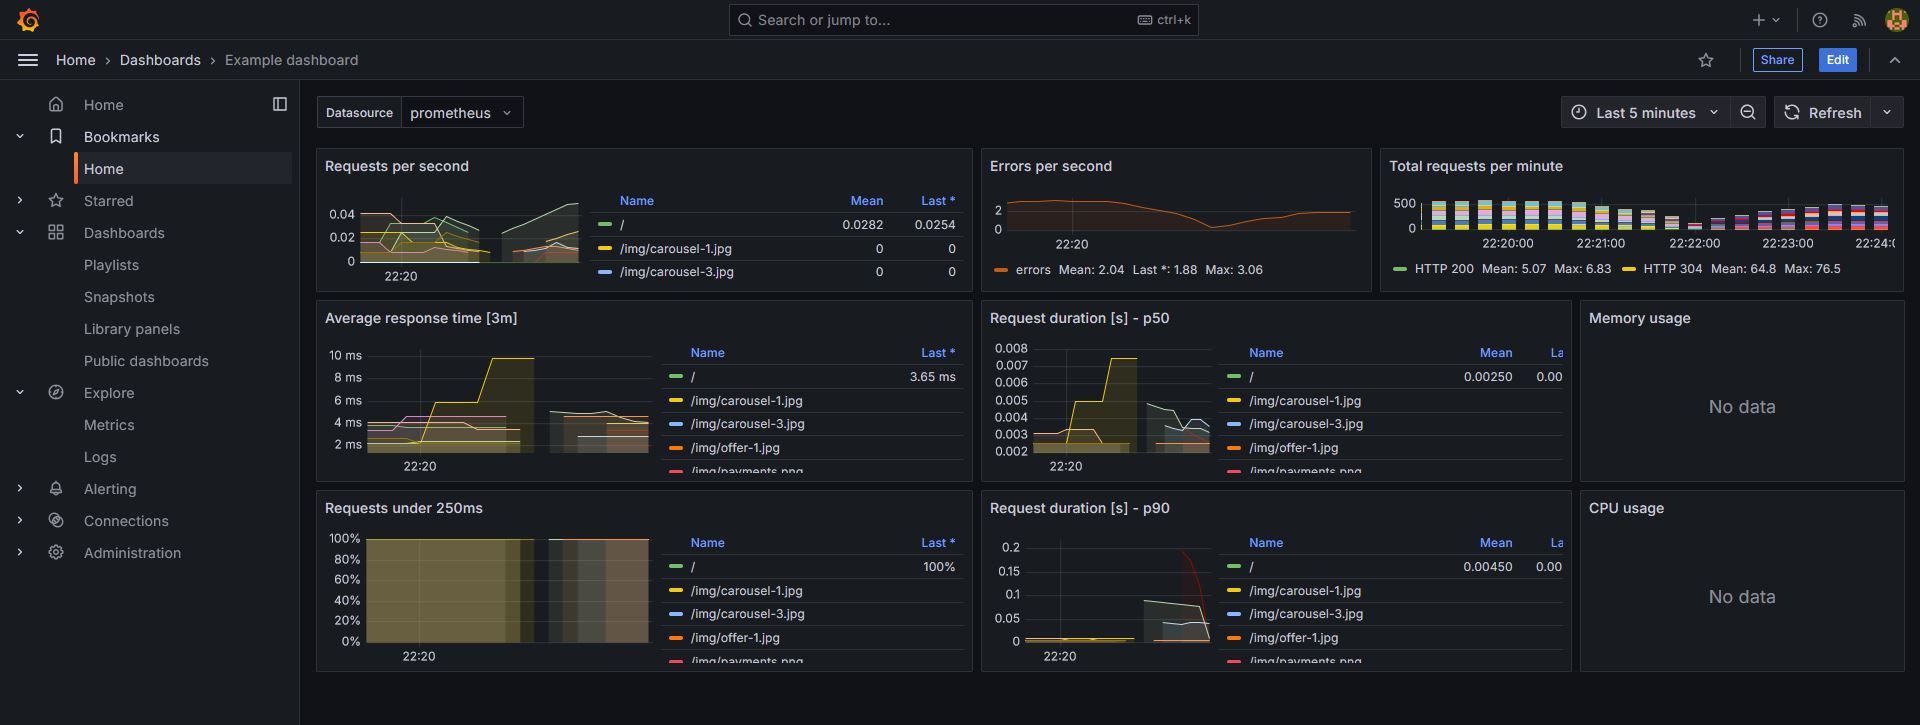 Search or jump to... ctrl+k
Home › Dashboards › Example dashboard Share Edit
Home
Bookmarks
Home
Starred
Dashboards
Playlists
Snapshots
Library panels
Public dashboards
Explore
Metrics
Logs
Alerting
Connections
Administration
Datasource prometheus Last 5 minutes Refresh
Requests per second
0.04
0.02
0
22:20
Name Mean Last *
/ 0.0282 0.0254
/img/carousel-1.jpg 0 0
/img/carousel-3.jpg 0 0
Errors per second
2
0
22:20
errors Mean: 2.04 Last *: 1.88 Max: 3.06
Total requests per minute
500
0
22:20:00 22:21:00 22:22:00 22:23:00 22:24:0
HTTP 200 Mean: 5.07 Max: 6.83 HTTP 304 Mean: 64.8 Max: 76.5
Average response time [3m]
10 ms
8 ms
6 ms
4 ms
2 ms
22:20
Name Last *
/ 3.65 ms
/img/carousel-1.jpg
/img/carousel-3.jpg
/img/offer-1.jpg
/img/payments.png
Request duration [s] - p50
0.008
0.007
0.006
0.005
0.004
0.003
0.002
22:20
Name Mean La
/ 0.00250 0.00
/img/carousel-1.jpg
/img/carousel-3.jpg
/img/offer-1.jpg
/img/payments.png
Memory usage
No data
Requests under 250ms
100%
80%
60%
40%
20%
0%
22:20
Name Last *
/ 100%
/img/carousel-1.jpg
/img/carousel-3.jpg
/img/offer-1.jpg
/img/payments.png
Request duration [s] - p90
0.2
0.15
0.1
0.05
0
22:20
Name Mean La
/ 0.00450 0.00
/img/carousel-1.jpg
/img/carousel-3.jpg
/img/offer-1.jpg
/img/payments.png
CPU usage
No data